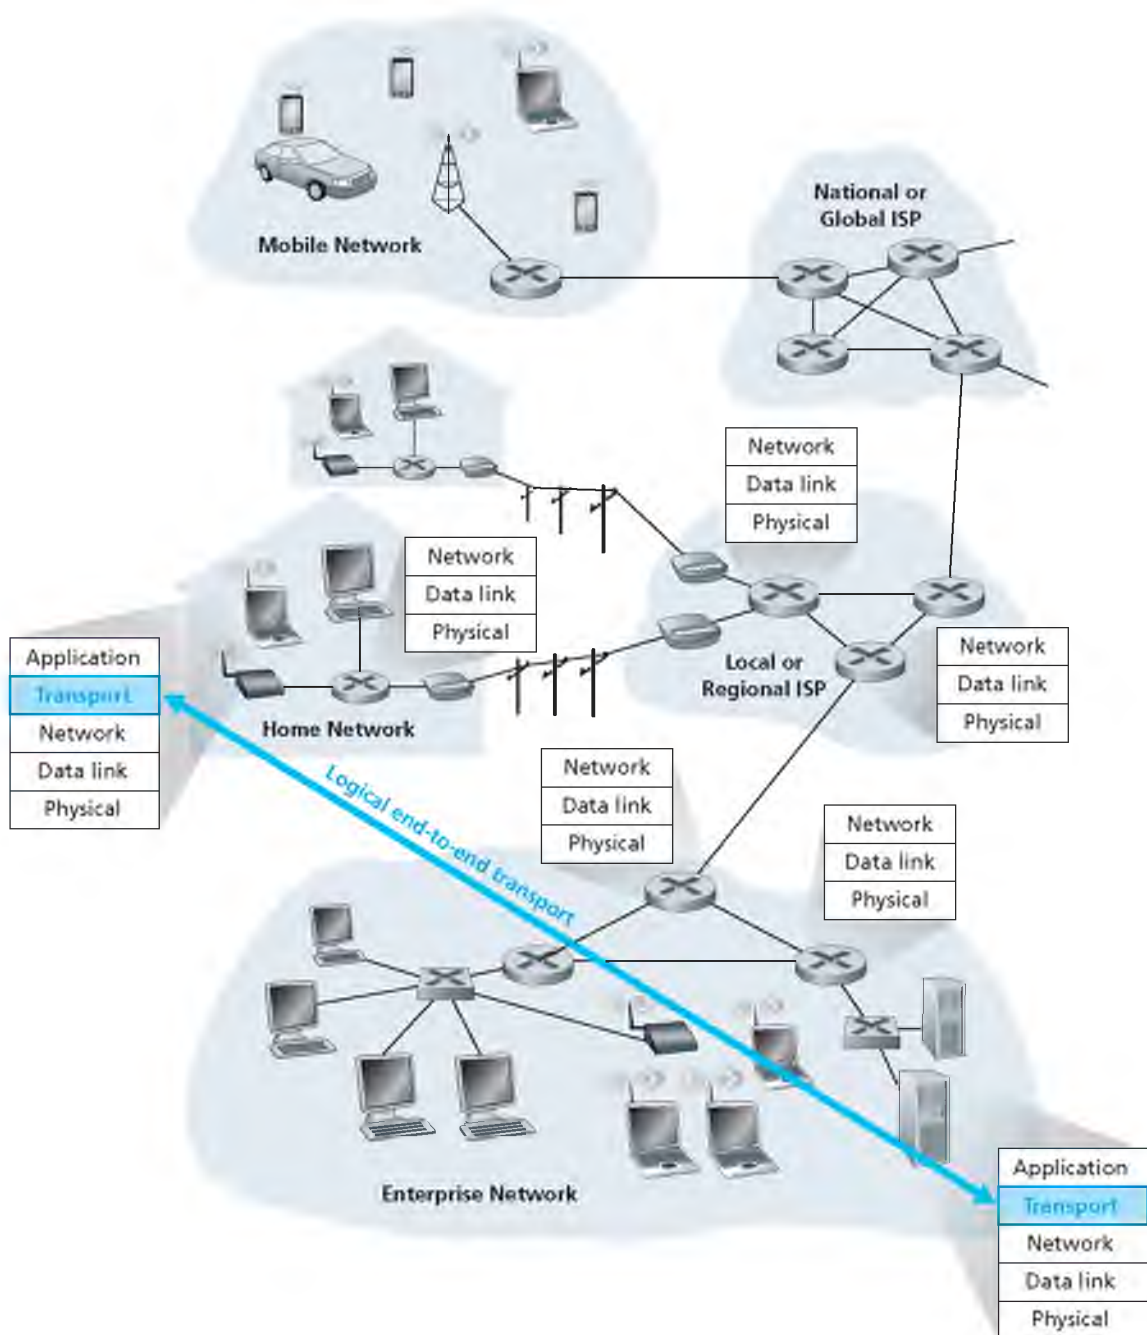 National or
Global ISP
Mobile Network
Network
Data link
Physical
Network
Data link
Physical
Application
Transport
Network
Data link
Physical
Local or
Regional ISP
Network
Data link
Physical
Home Network
Network
Data link
Physical
Logical end-to-end transport
Network
Data link
Physical
Enterprise Network
Application
Transport
Network
Data link
Physical